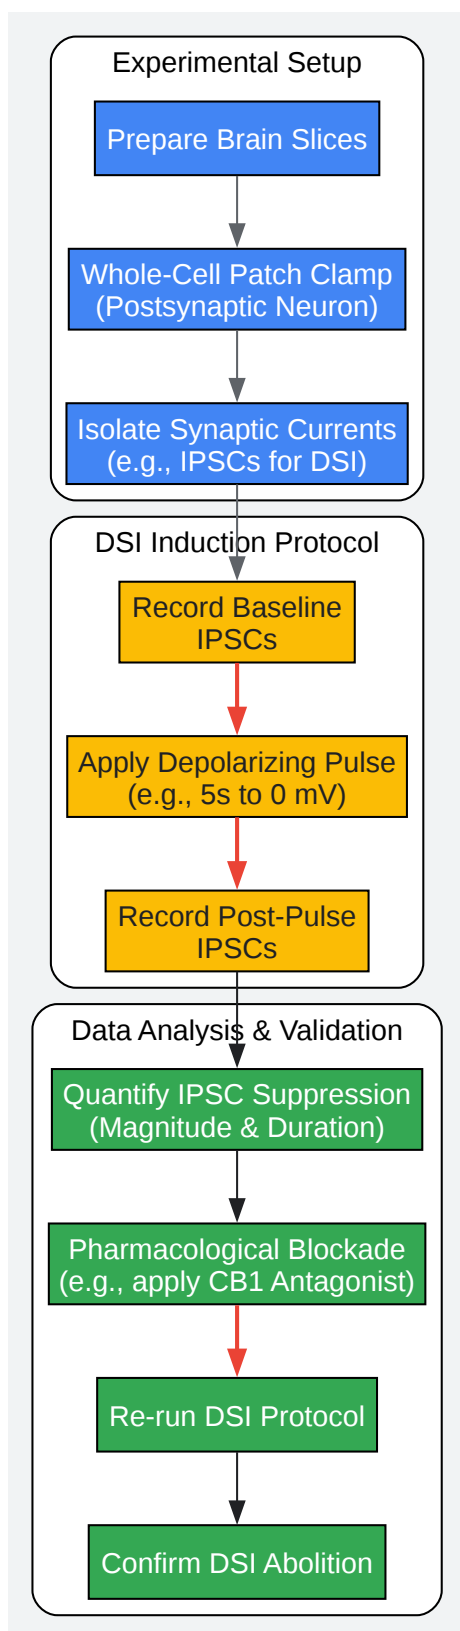 Experimental Setup
Prepare Brain Slices
Whole-Cell Patch Clamp
(Postsynaptic Neuron)
Isolate Synaptic Currents
(e.g., IPSCs for DSI)
DSI Induction Protocol
Record Baseline
IPSCs
Apply Depolarizing Pulse
(e.g., 5s to 0 mV)
Record Post-Pulse
IPSCs
Data Analysis & Validation
Quantify IPSC Suppression
(Magnitude & Duration)
Pharmacological Blockade
(e.g., apply CB1 Antagonist)
Re-run DSI Protocol
Confirm DSI Abolition